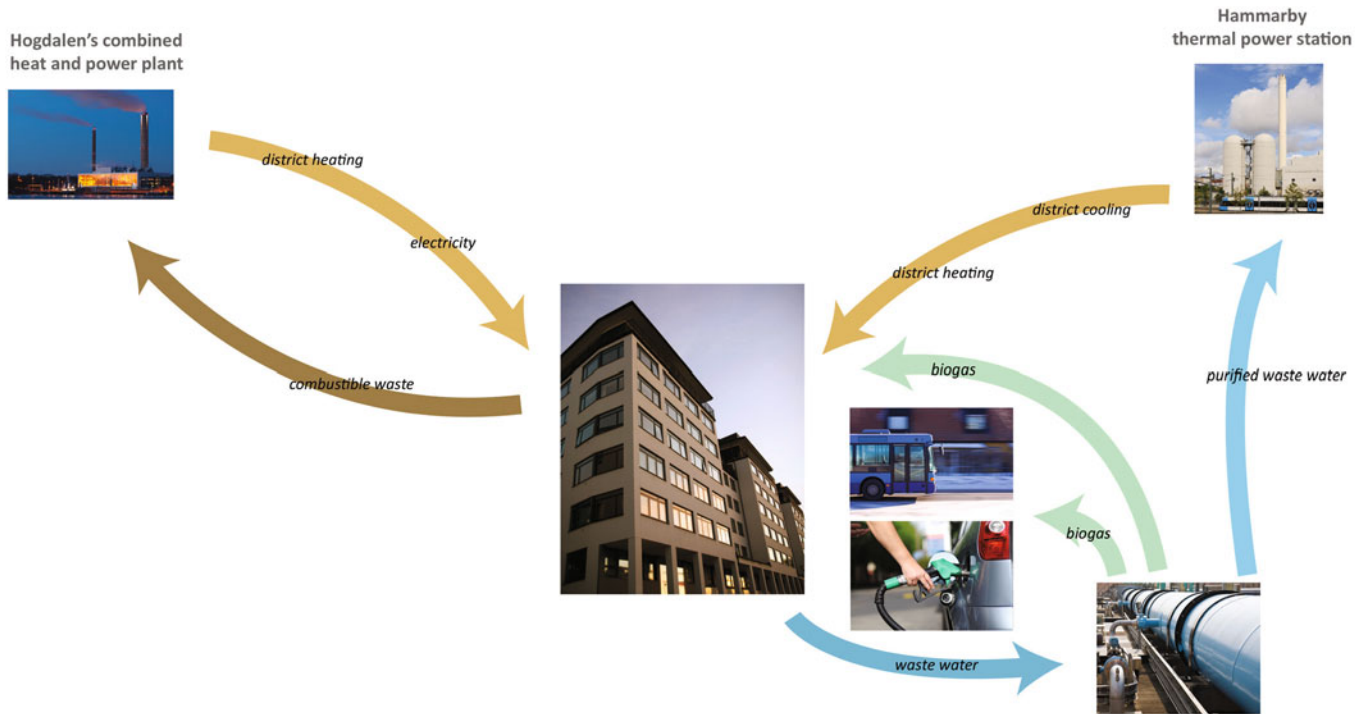 Hogdalen's combined
heat and power plant
Hammarby
thermal power station
district heating
electricity
district cooling
district heating
combustible waste
biogas
purified waste water
biogas
waste water